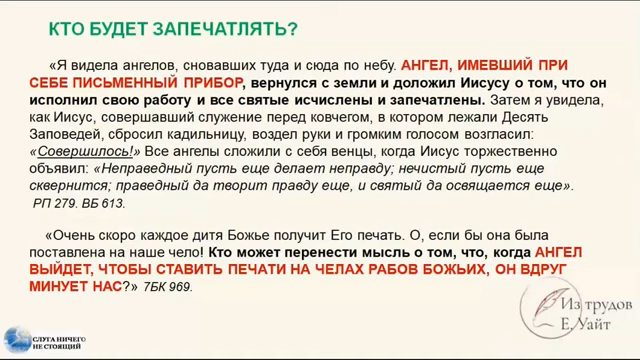 КТО БУДЕТ ЗАПЕЧАТЛЯТЬ?
«Я видела ангелов, сновавших туда и сюда по небу. АНГЕЛ, ИМЕВШИЙ ПРИ
СЕБЕ ПИСЬМЕННЫЙ ПРИБОР, вернулся с земли и доложил Иисусу о том, что он
исполнил свою работу и все святые исчислены и запечатлены. Затем я увидела,
как Иисус, совершавший служение перед ковчегом, в котором лежали Десять
Заповедей, сбросил кадильницу, воздел руки и громким голосом возгласил:
«Совершилось!» Все ангелы сложили с себя венцы, когда Иисус торжественно
объявил: «Неправедный пусть еще делает неправду; нечистый пусть еще
сквернится; праведный да творит правду еще, и святый да освящается еще».
РП 279. ВБ 613.
«Очень скоро каждое дитя Божье получит Его печать. О, если бы она была
поставлена на наше чело! Кто может перенести мысль о том, что, когда АНГЕЛ
ВЫЙДЕТ, ЧТОБЫ СТАВИТЬ ПЕЧАТИ НА ЧЕЛАХ РАБОВ БОЖЬИХ, ОН ВДРУГ
МИНУЕТ НАС?» 7БК 969.
Из трудов
Е. Уайт
СЛУГА НИЧЕГО
НЕ СТОЯЩИЙ